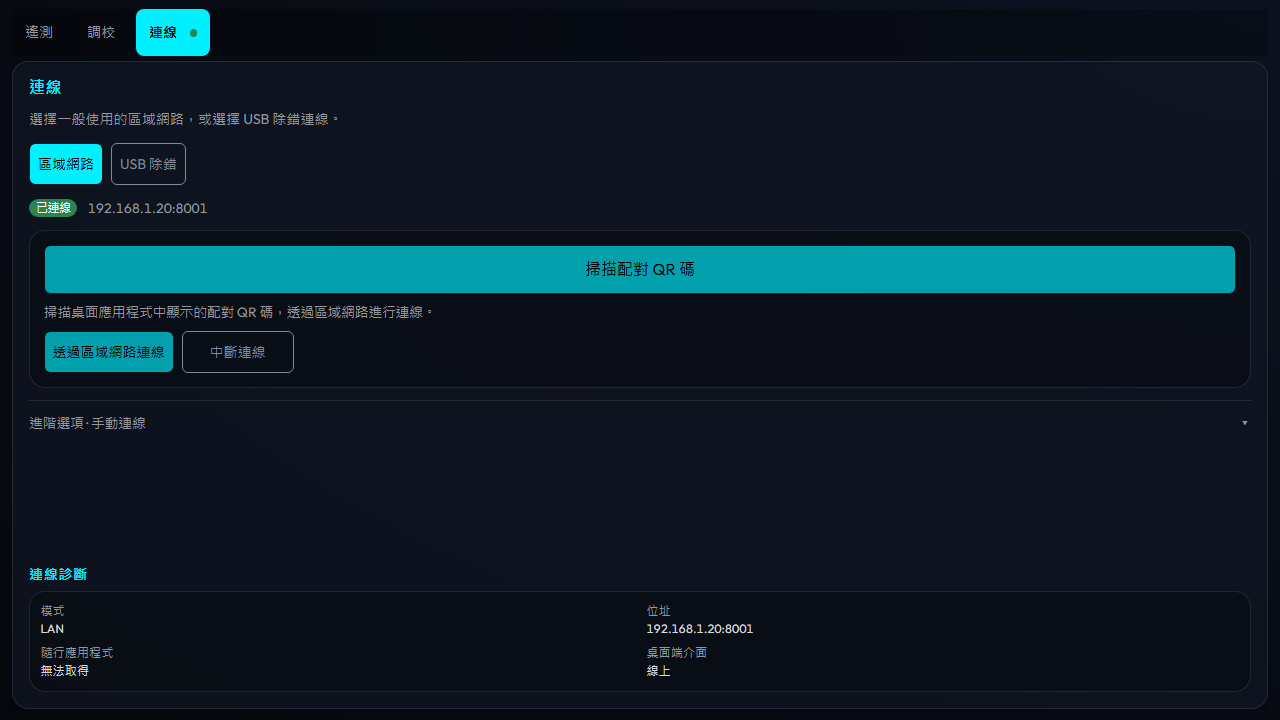 遙測
調校
連線
連線
選擇一般使用的區域網路，或選擇 USB 除錯連線。
區域網路
USB 除錯
已連線
192.168.1.20:8001
掃描配對 QR 碼
掃描桌面應用程式中顯示的配對 QR 碼，透過區域網路進行連線。
透過區域網路連線
中斷連線
進階選項 · 手動連線
連線診斷
模式
LAN
位址
192.168.1.20:8001
隨行應用程式
無法取得
桌面端介面
線上